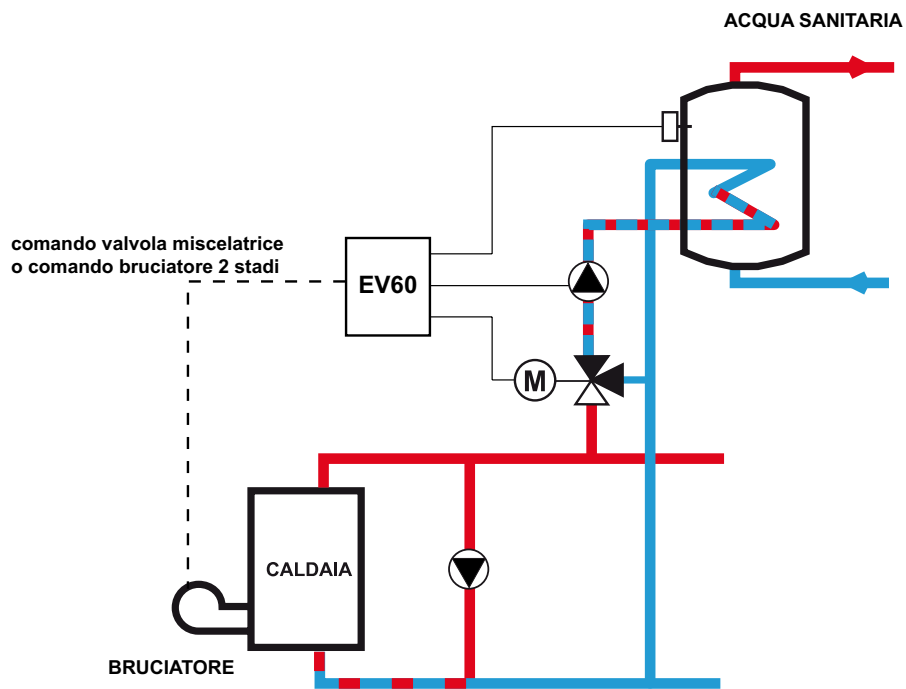 ACQUA SANITARIA
comando valvola miscelatrice
o comando bruciatore 2 stadi
EV60
M
CALDAIA
BRUCIATORE